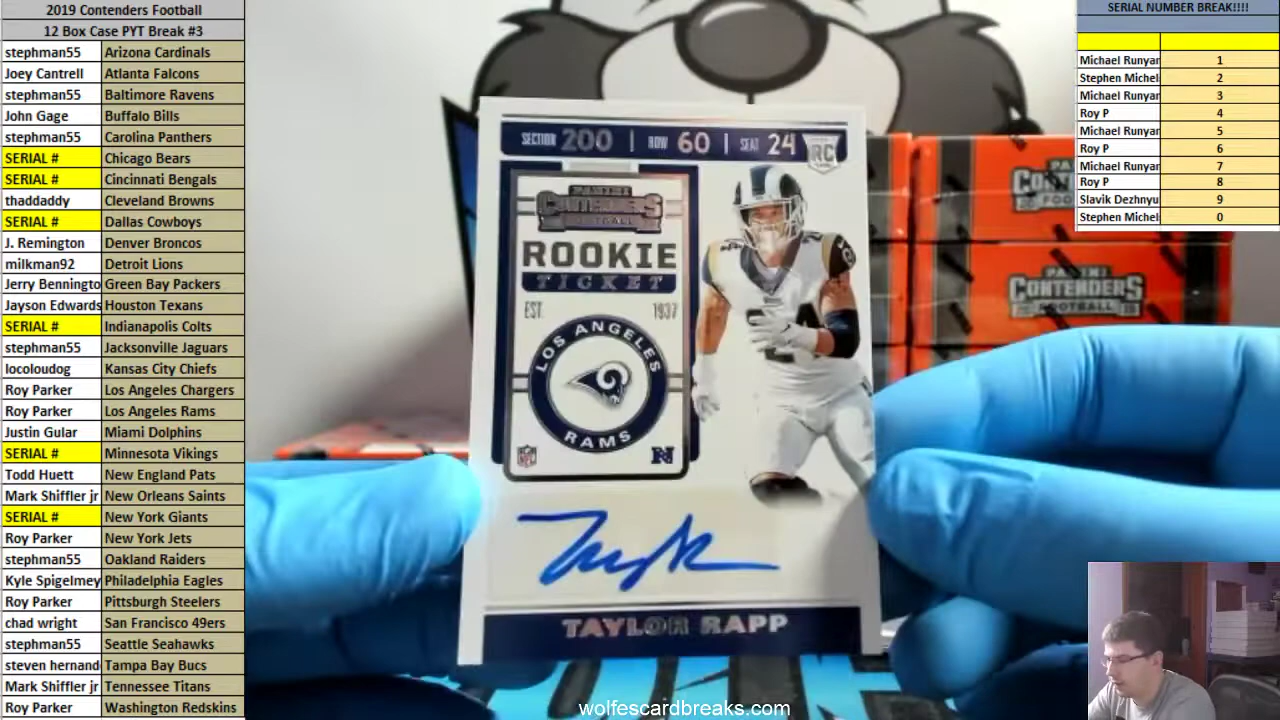 2019 Contenders Football
12 Box Case PYT Break #3
stephman55 Arizona Cardinals
Joey Cantrell Atlanta Falcons
stephman55 Baltimore Ravens
John Gage Buffalo Bills
stephman55 Carolina Panthers
SERIAL # Chicago Bears
SERIAL # Cincinnati Bengals
thaddaddy Cleveland Browns
SERIAL # Dallas Cowboys
J. Remington Denver Broncos
milkman92 Detroit Lions
Jerry Benningto Green Bay Packers
Jayson Edwards Houston Texans
SERIAL # Indianapolis Colts
stephman55 Jacksonville Jaguars
locoloudog Kansas City Chiefs
Roy Parker Los Angeles Chargers
Roy Parker Los Angeles Rams
Justin Gular Miami Dolphins
SERIAL # Minnesota Vikings
Todd Huett New England Pats
Mark Shiffler jr New Orleans Saints
SERIAL # New York Giants
Roy Parker New York Jets
stephman55 Oakland Raiders
Kyle Spigelmey Philadelphia Eagles
Roy Parker Pittsburgh Steelers
chad wright San Francisco 49ers
stephman55 Seattle Seahawks
steven hernand Tampa Bay Bucs
Mark Shiffler jr Tennessee Titans
Roy Parker Washington Redskins
SECTION 200 | ROW 60 | SEAT 24
RC
PANINI
CONTENDERS
FOOTBALL
ROOKIE
TICKET
EST. 1937
LOS ANGELES
RAMS
NFL
24
TAYLOR RAPP
wolfescardbreaks.com
SERIAL NUMBER BREAK!!!!
Michael Runyar 1
Stephen Michel 2
Michael Runyar 3
Roy P 4
Michael Runyar 5
Roy P 6
Michael Runyar 7
Roy P 8
Slavik Dezhnyu 9
Stephen Michel 0
PANINI
CONTENDERS
FOOTBALL